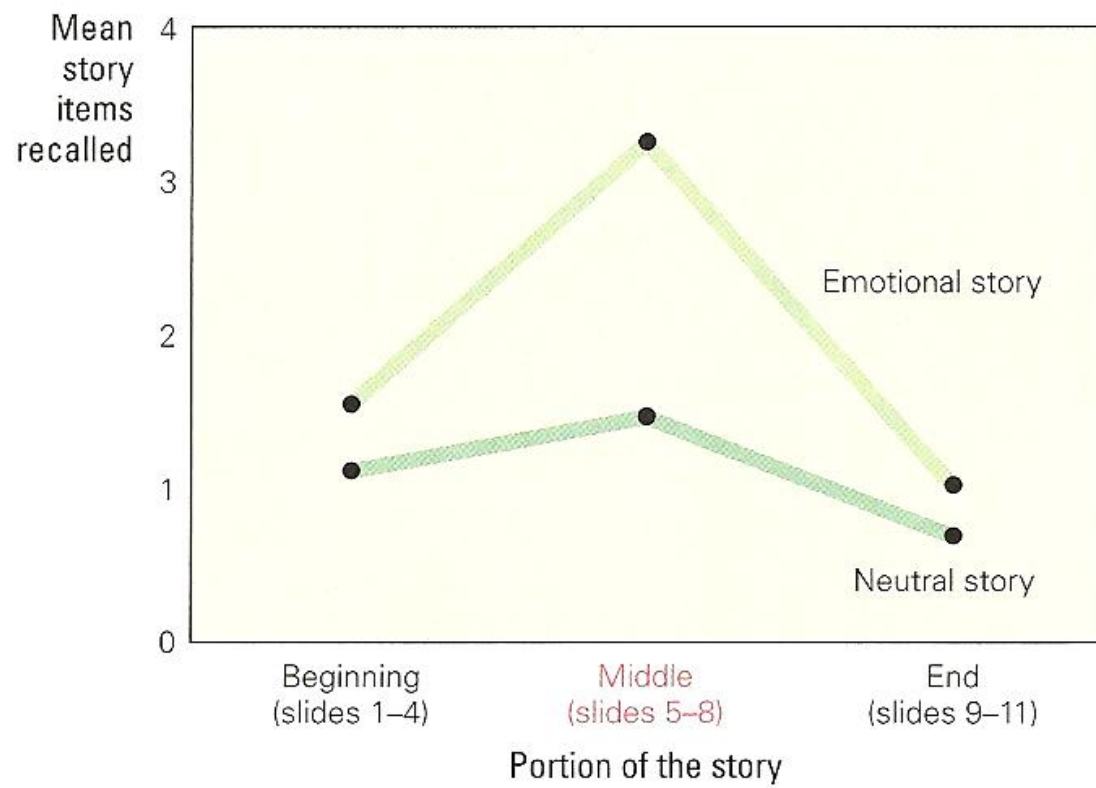 Mean
story
items
recalled
4
3
2
1
0
Emotional story
Neutral story
Beginning
(slides 1–4)
Middle
(slides 5–8)
End
(slides 9–11)
Portion of the story